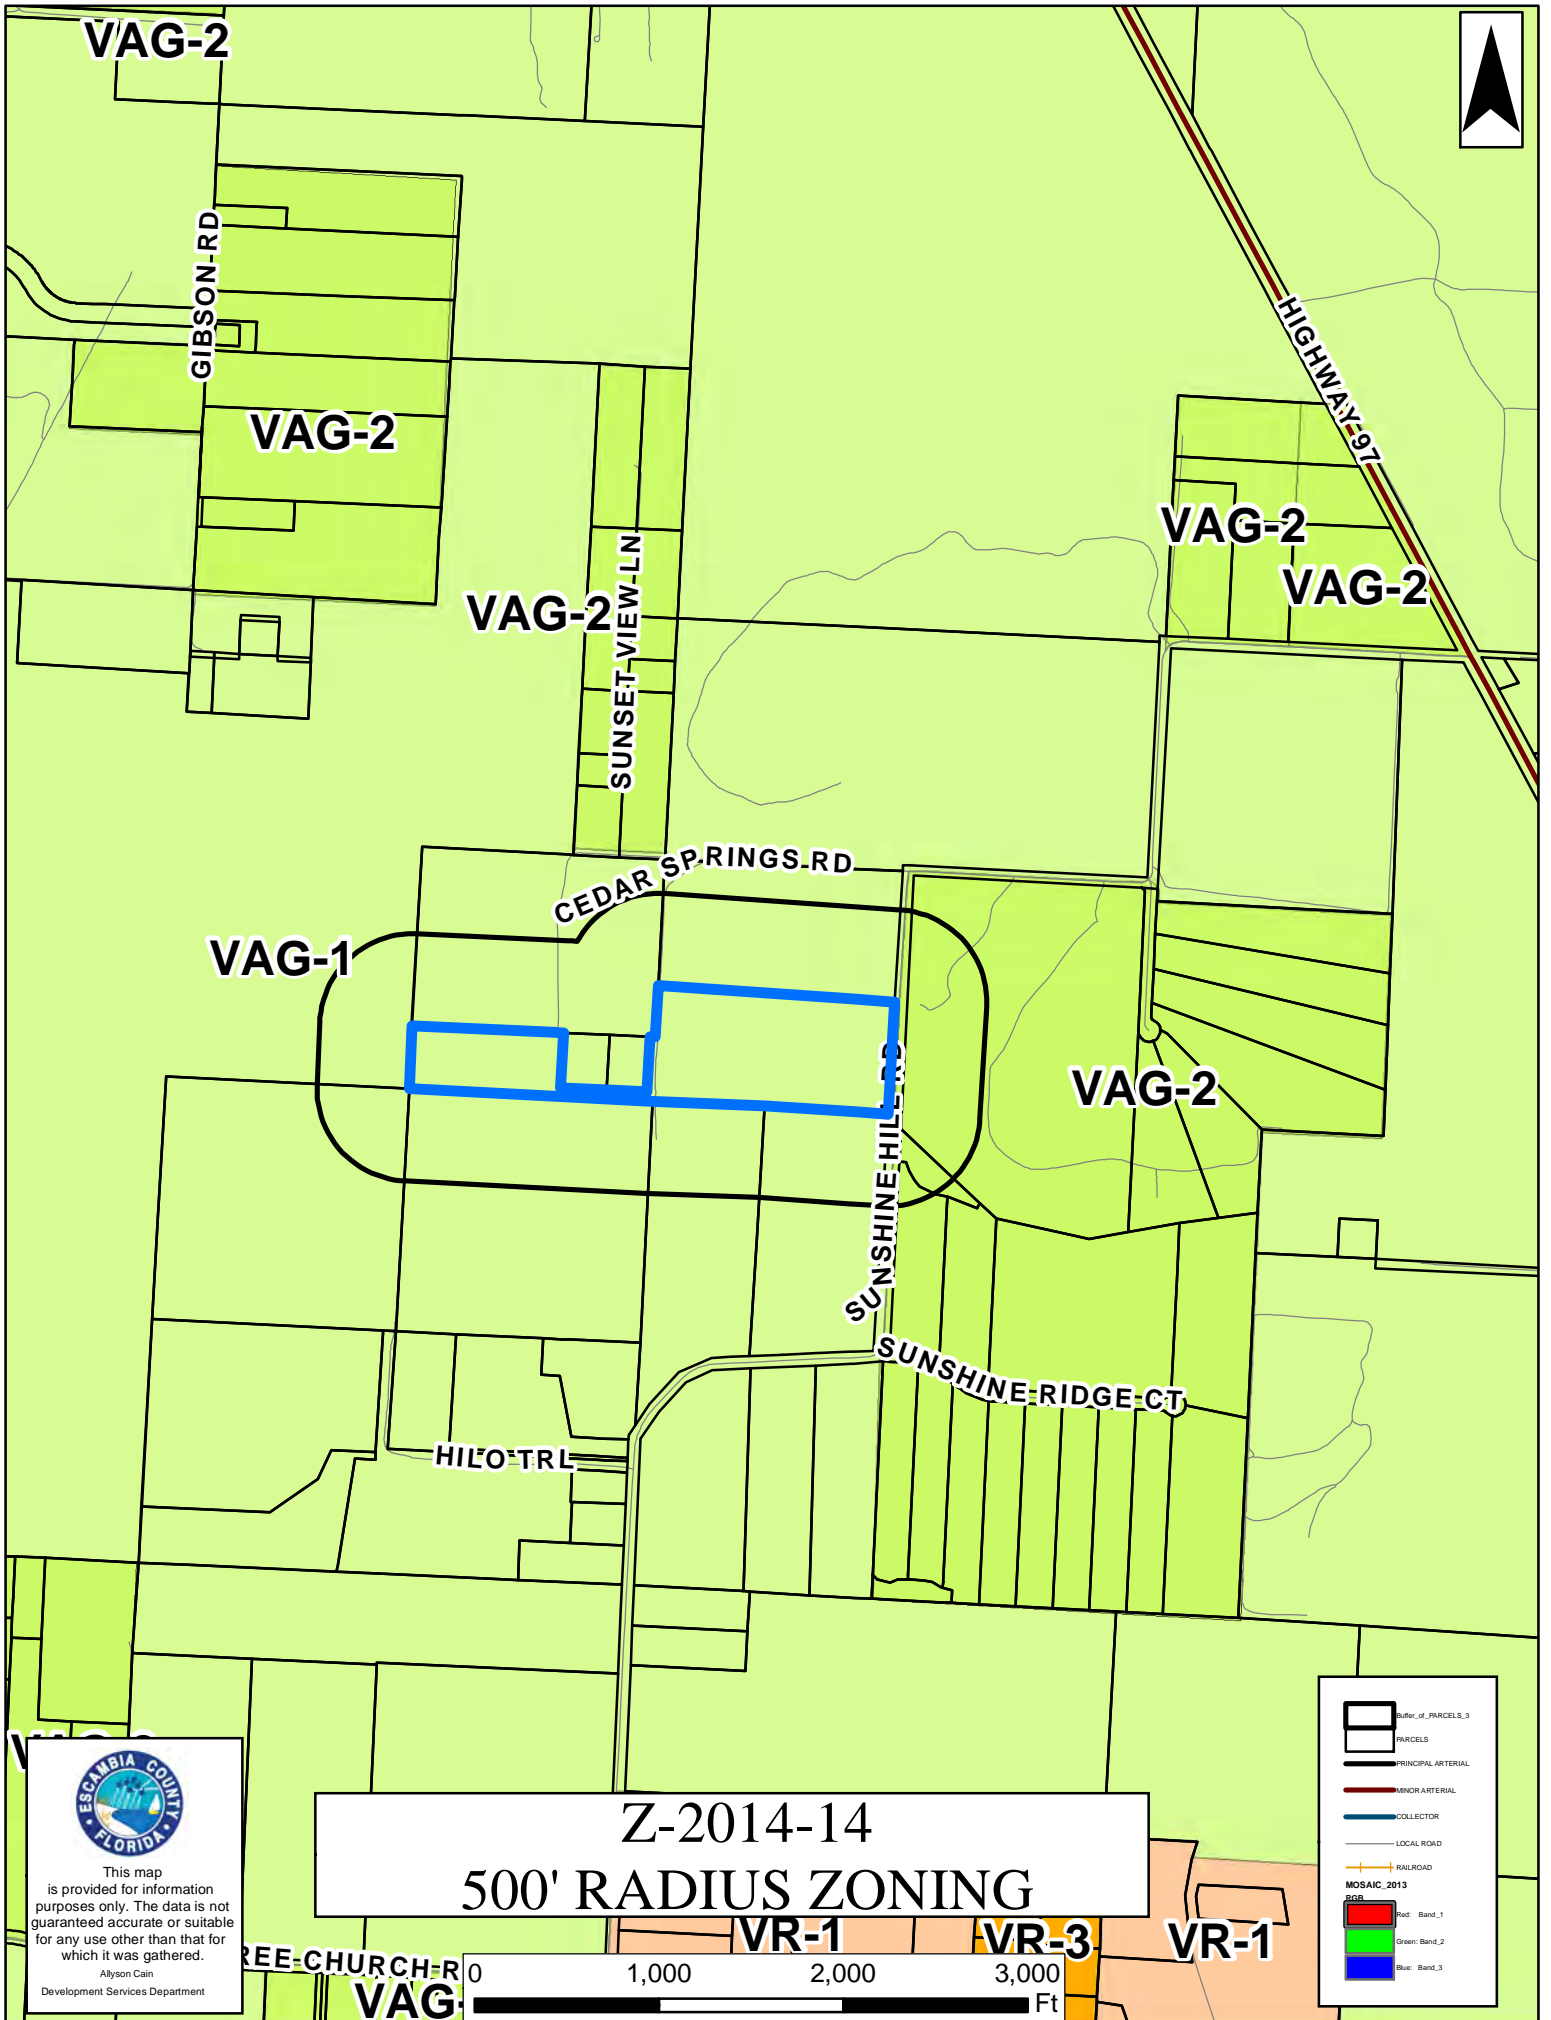 VAG-2
GIBSON RD
HIGHWAY 97
VAG-2
VAG-2
VAG-2
VAG-2
SUNSET VIEW LN
CEDAR SPRINGS RD
VAG-1
VAG-2
SUNSHINE HILL RD
SUNSHINE RIDGE CT
HILO TRL
ESCAMBIA COUNTY
FLORIDA
This map
is provided for information
purposes only. The data is not
guaranteed accurate or suitable
for any use other than that for
which it was gathered.
Allyson Cain
Development Services Department
Z-2014-14
500' RADIUS ZONING
VR-1
VR-3
VR-1
REE CHURCH R
VAG-
0 1,000 2,000 3,000
Ft
Buffer_of_PARCELS_3
PARCELS
PRINCIPAL ARTERIAL
MINOR ARTERIAL
COLLECTOR
LOCAL ROAD
RAILROAD
MOSAIC_2013
RGB
Red: Band_1
Green: Band_2
Blue: Band_3